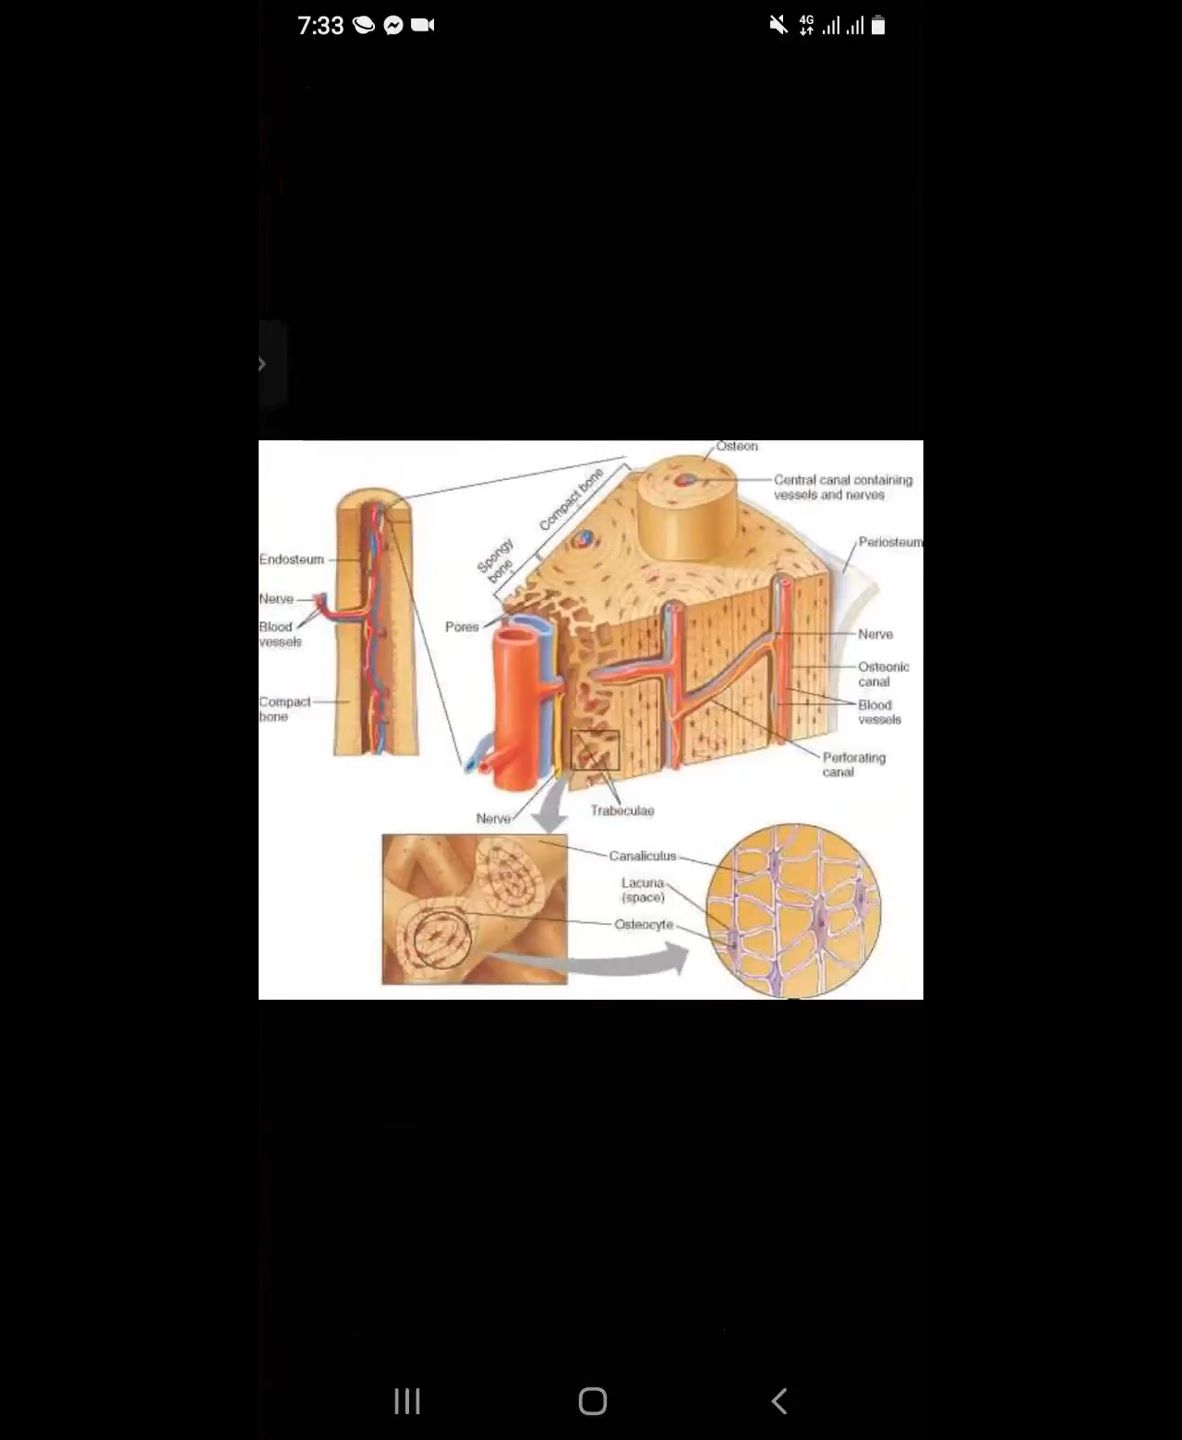 7:33
4G
Osteon
Central canal containing
vessels and nerves
Compact bone
Spongy
bone
Periosteum
Endosteum
Nerve
Blood
vessels
Pores
Nerve
Osteonic
canal
Blood
vessels
Compact
bone
Perforating
canal
Trabeculae
Nerve
Canaliculus
Lacuna
(space)
Osteocyte